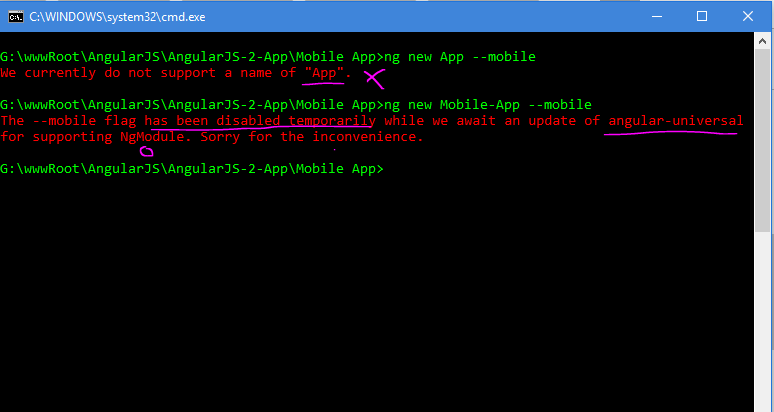 C:\WINDOWS\system32\cmd.exe
G:\wwwRoot\AngularJS\AngularJS-2-App\Mobile App>ng new App --mobile
We currently do not support a name of "App".
G:\wwwRoot\AngularJS\AngularJS-2-App\Mobile App>ng new Mobile-App --mobile
The --mobile flag has been disabled temporarily while we await an update of angular-universal
for supporting NgModule. Sorry for the inconvenience.
G:\wwwRoot\AngularJS\AngularJS-2-App\Mobile App>